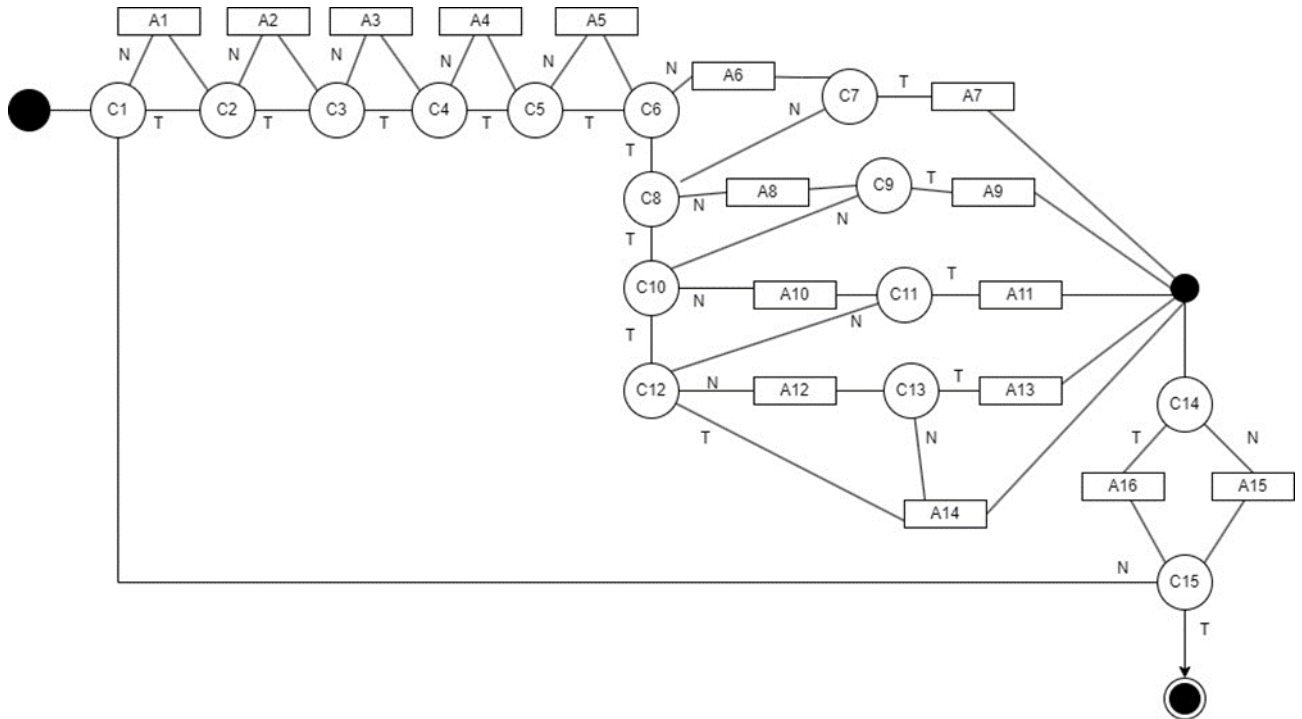 A1 A2 A3 A4 A5
N N N N N N A6 T A7
C1 C2 C3 C4 C5 C6 C7
T T T T T N
T
C8 N A8 C9 T A9
T N
C10 N A10 C11 T A11
T N
C12 N A12 C13 T A13
T N
A14
C14
T N
A16 A15
N C15
T